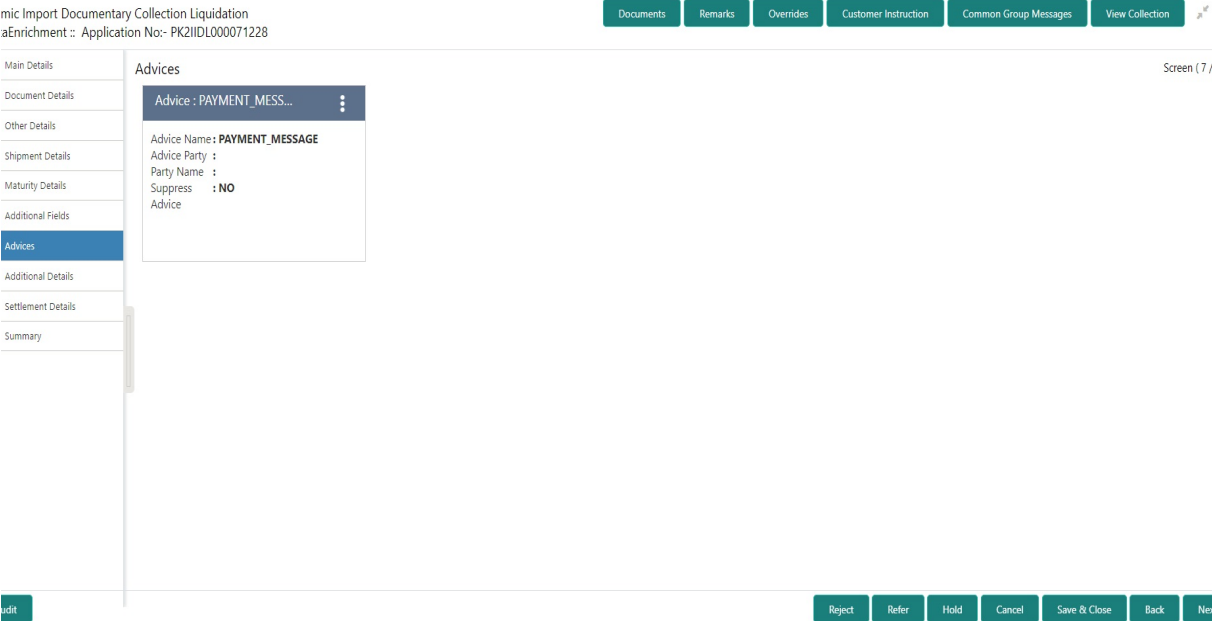 mic Import Documentary Collection Liquidation
Documents Remarks Overrides Customer Instruction Common Group Messages View Collection
taEnrichment :: Application No:- PK2IIDL000071228
Main Details
Document Details
Other Details
Shipment Details
Maturity Details
Additional Fields
Advices
Additional Details
Settlement Details
Summary
Advices
Screen ( 7 /
Advice : PAYMENT_MESS...
Advice Name : PAYMENT_MESSAGE
Advice Party :
Party Name :
Suppress : NO
Advice
udit
Reject Refer Hold Cancel Save & Close Back Nex